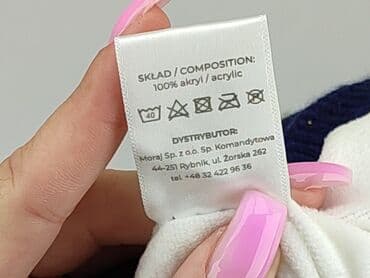 SKŁAD / COMPOSITION:
100% akryl / acrylic
40
DYSTRYBUTOR:
Moraj Sp. z o.o. Sp. Komandytowa
44-251 Rybnik, ul. Żorska 262
tel. +48 32 422 96 36